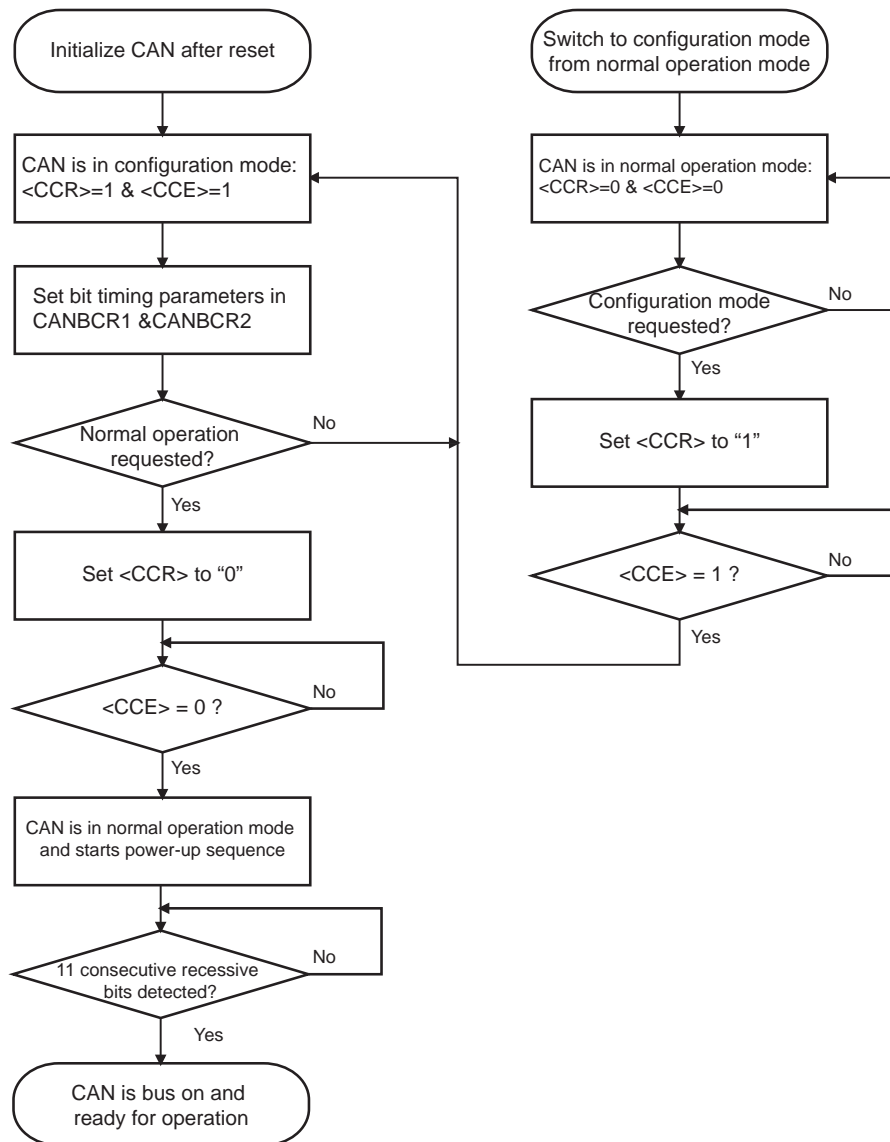 Initialize CAN after reset
CAN is in configuration mode:
<CCR>=1 & <CCE>=1
Set bit timing parameters in
CANBCR1 &CANBCR2
Normal operation
requested?
No
Yes
Set <CCR> to “0”
<CCE> = 0 ?
No
Yes
CAN is in normal operation mode
and starts power-up sequence
11 consecutive recessive
bits detected?
No
Yes
CAN is bus on and
ready for operation
Switch to configuration mode
from normal operation mode
CAN is in normal operation mode:
<CCR>=0 & <CCE>=0
Configuration mode
requested?
No
Yes
Set <CCR> to “1”
<CCE> = 1 ?
No
Yes